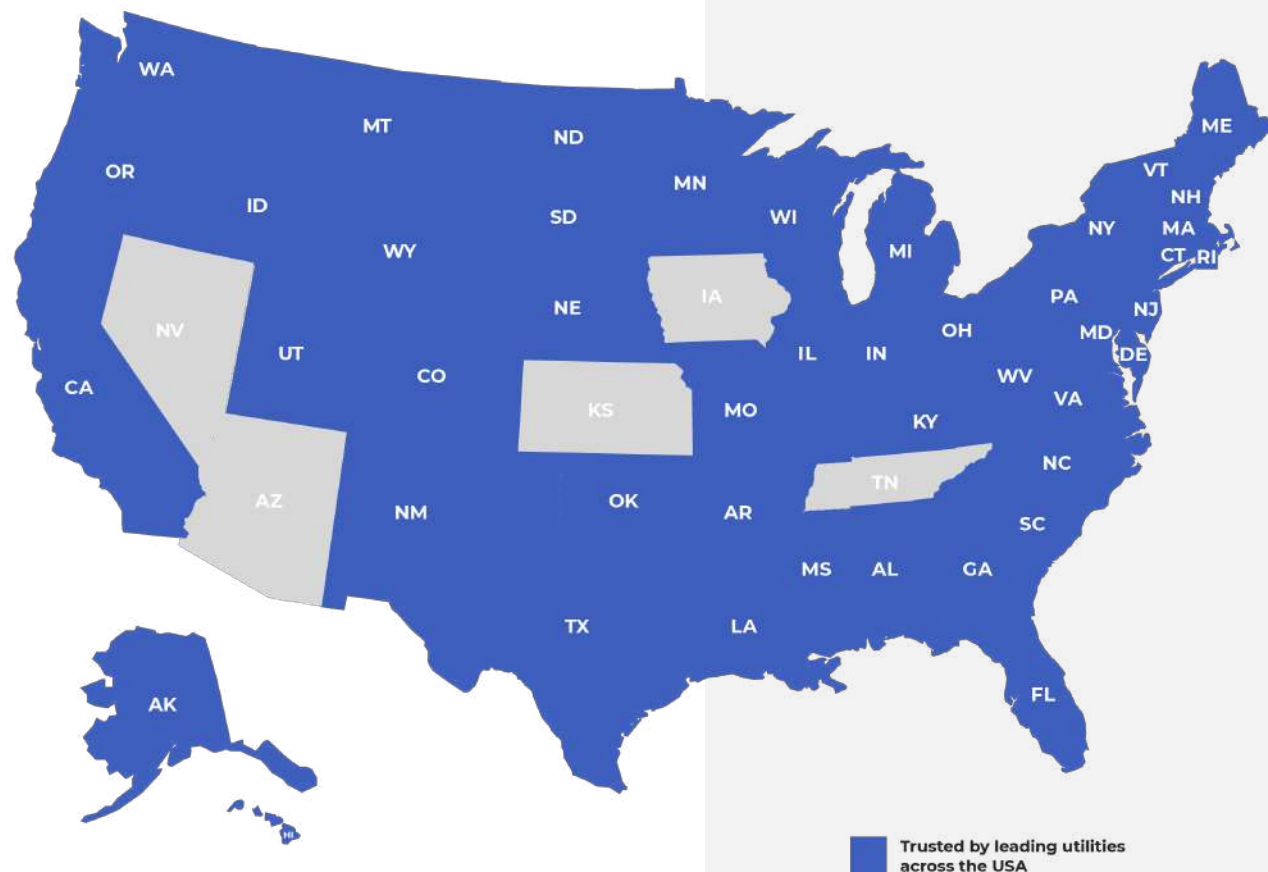 WA
MT
ND
ME
OR
VT
MN
NH
ID
SD
WI
NY
MA
WY
MI
CT
RI
IA
PA
NE
NJ
NV
OH
MD
UT
IL
IN
DE
CO
WV
CA
VA
KS
MO
KY
NC
TN
AZ
OK
NM
AR
SC
MS
AL
GA
TX
LA
FL
AK
HI
Trusted by leading utilities
across the USA